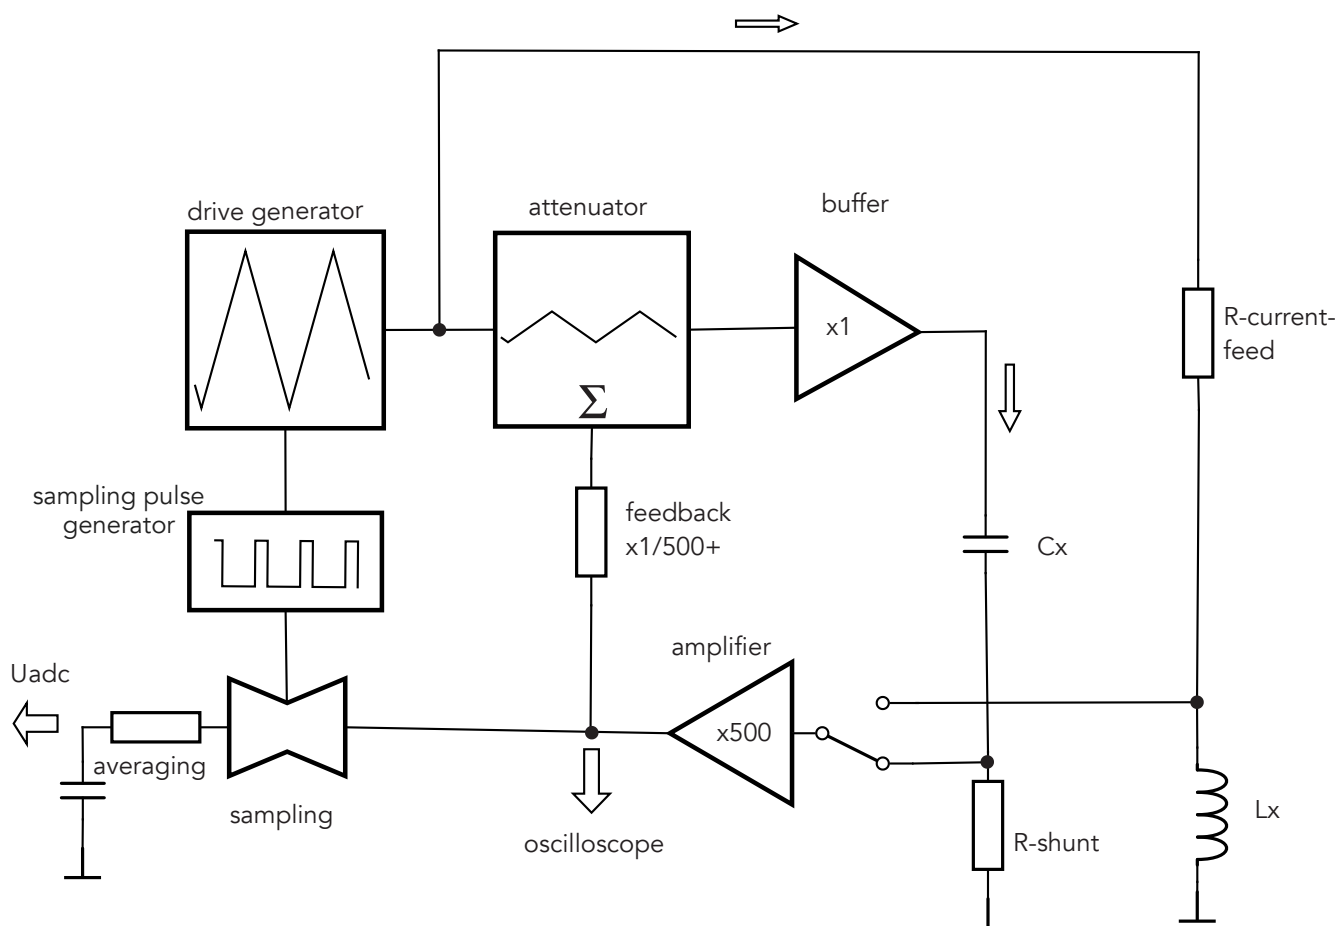 drive generator
attenuator
buffer
x1
R-current-
feed
Σ
sampling pulse
generator
feedback
x1/500+
Cx
amplifier
Uadc
x500
averaging
sampling
oscilloscope
R-shunt
Lx